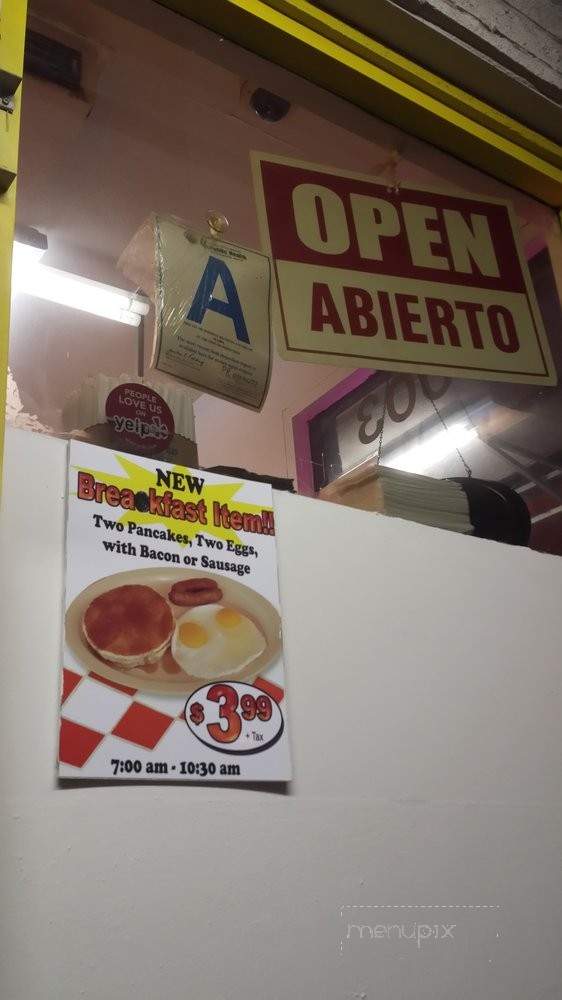 OPEN
ABIERTO
A
PEOPLE
LOVE US
ON
yelp
NEW
Breakfast Item!!
Two Pancakes, Two Eggs,
with Bacon or Sausage
$3.99
+ Tax
7:00 am - 10:30 am
menupix